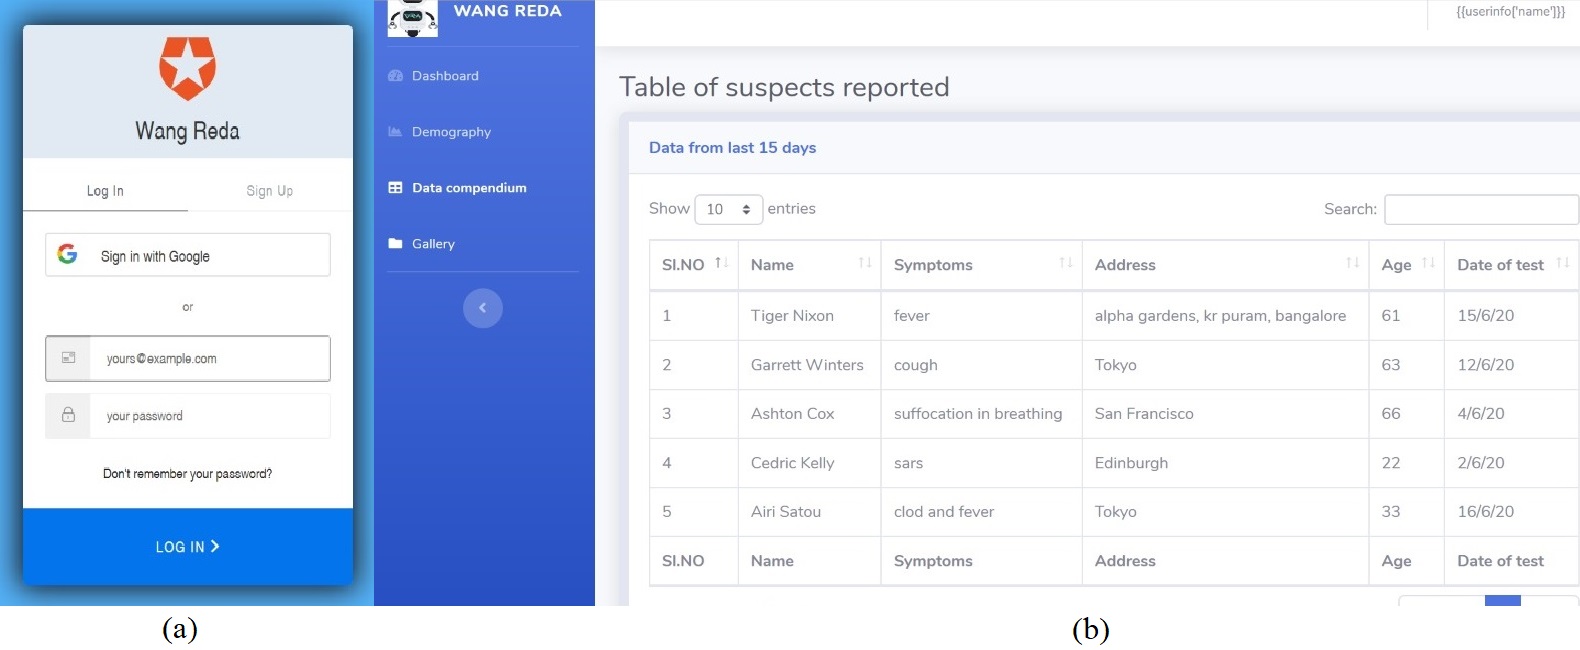 Wang Reda
Log In
Sign Up
Sign in with Google
or
yours@example.com
your password
Don't remember your password?
LOG IN
(a)
WANG REDA
Dashboard
Demography
Data compendium
Gallery
{{userinfo['name']}}
Table of suspects reported
Data from last 15 days
Show 10 entries
Search:
SI.NO Name Symptoms Address Age Date of test
1 Tiger Nixon fever alpha gardens, kr puram, bangalore 61 15/6/20
2 Garrett Winters cough Tokyo 63 12/6/20
3 Ashton Cox suffocation in breathing San Francisco 66 4/6/20
4 Cedric Kelly sars Edinburgh 22 2/6/20
5 Airi Satou clod and fever Tokyo 33 16/6/20
SI.NO Name Symptoms Address Age Date of test
(b)